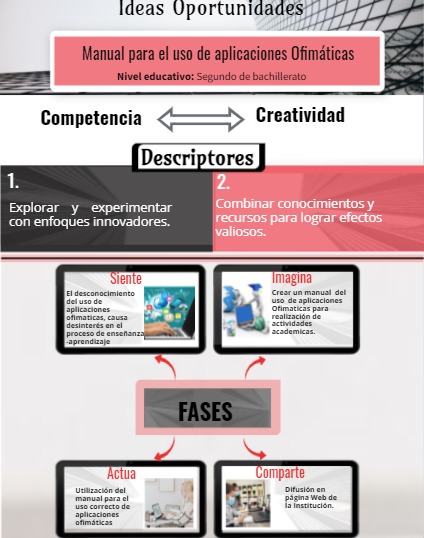 Ideas Oportunidades
Manual para el uso de aplicaciones Ofimáticas
Nivel educativo: Segundo de bachillerato
Competencia
Creatividad
Descriptores
1.
Explorar y experimentar
con enfoques innovadores.
2.
Combinar conocimientos y
recursos para lograr efectos
valiosos.
Siente
El desconocimiento
del uso de
aplicaciones
ofimaticas, causa
desinterés en el
proceso de enseñanza
-aprendizaje
Imagina
Crear un manual del
uso de aplicaciones
Ofimaticas para
realización de
actividades
academicas.
FASES
Actua
Utilización del
manual para el
uso correcto de
aplicaciones
ofimáticas
Comparte
Difusión en
página Web de
la Institución.